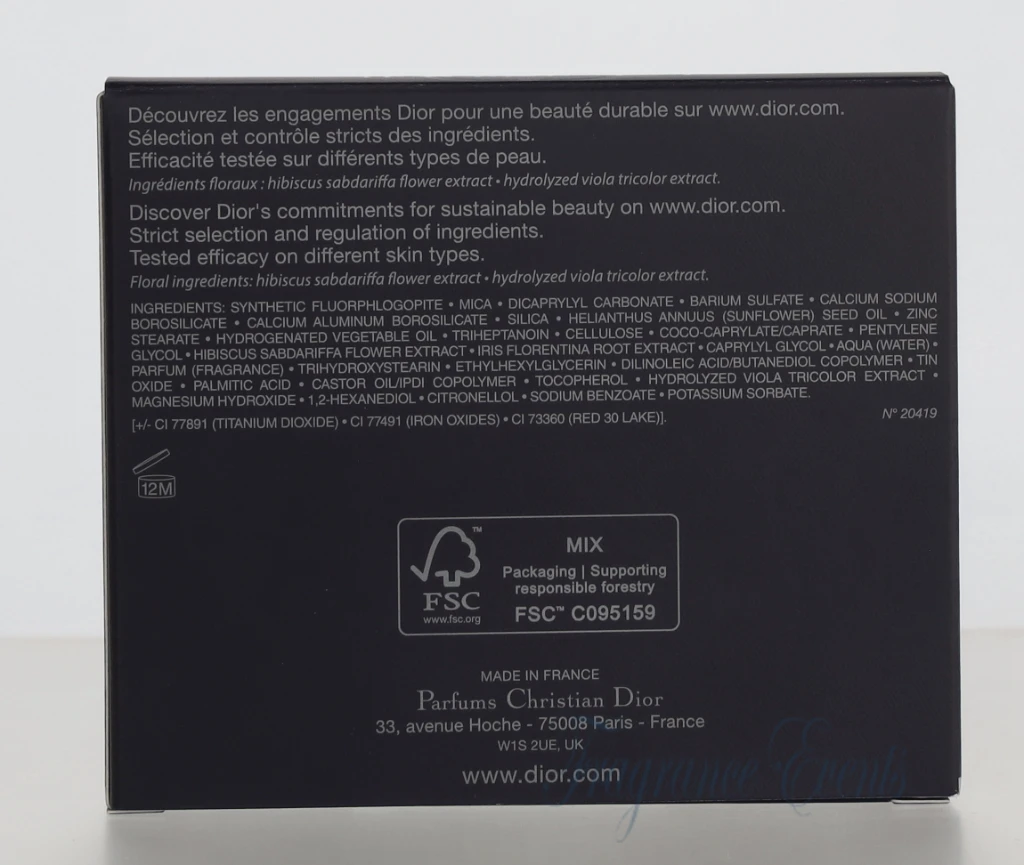 Découvrez les engagements Dior pour une beauté durable sur www.dior.com.
Sélection et contrôle stricts des ingrédients.
Efficacité testée sur différents types de peau.
Ingrédients floraux : hibiscus sabdariffa flower extract • hydrolyzed viola tricolor extract.
Discover Dior's commitments for sustainable beauty on www.dior.com.
Strict selection and regulation of ingredients.
Tested efficacy on different skin types.
Floral ingredients: hibiscus sabdariffa flower extract • hydrolyzed viola tricolor extract.
INGREDIENTS: SYNTHETIC FLUORPHLOGOPITE • MICA • DICAPRYLYL CARBONATE • BARIUM SULFATE • CALCIUM SODIUM
BOROSILICATE • CALCIUM ALUMINUM BOROSILICATE • SILICA • HELIANTHUS ANNUUS (SUNFLOWER) SEED OIL • ZINC
STEARATE • HYDROGENATED VEGETABLE OIL • TRIHEPTANOIN • CELLULOSE • COCO-CAPRYLATE/CAPRATE • PENTYLENE
GLYCOL • HIBISCUS SABDARIFFA FLOWER EXTRACT • IRIS FLORENTINA ROOT EXTRACT • CAPRYLYL GLYCOL • AQUA (WATER) •
PARFUM (FRAGRANCE) • TRIHYDROXYSTEARIN • ETHYLHEXYLGLYCERIN • DILINOLEIC ACID/BUTANEDIOL COPOLYMER • TIN
OXIDE • PALMITIC ACID • CASTOR OIL/IPDI COPOLYMER • TOCOPHEROL • HYDROLYZED VIOLA TRICOLOR EXTRACT •
MAGNESIUM HYDROXIDE • 1,2-HEXANEDIOL • CITRONELLOL • SODIUM BENZOATE • POTASSIUM SORBATE.
[+/- CI 77891 (TITANIUM DIOXIDE) • CI 77491 (IRON OXIDES) • CI 73360 (RED 30 LAKE)].
N° 20419
12M
FSC
www.fsc.org
MIX
Packaging | Supporting
responsible forestry
FSC™ C095159
MADE IN FRANCE
Parfums Christian Dior
33, avenue Hoche - 75008 Paris - France
W1S 2UE, UK
www.dior.com
Fragrance Events